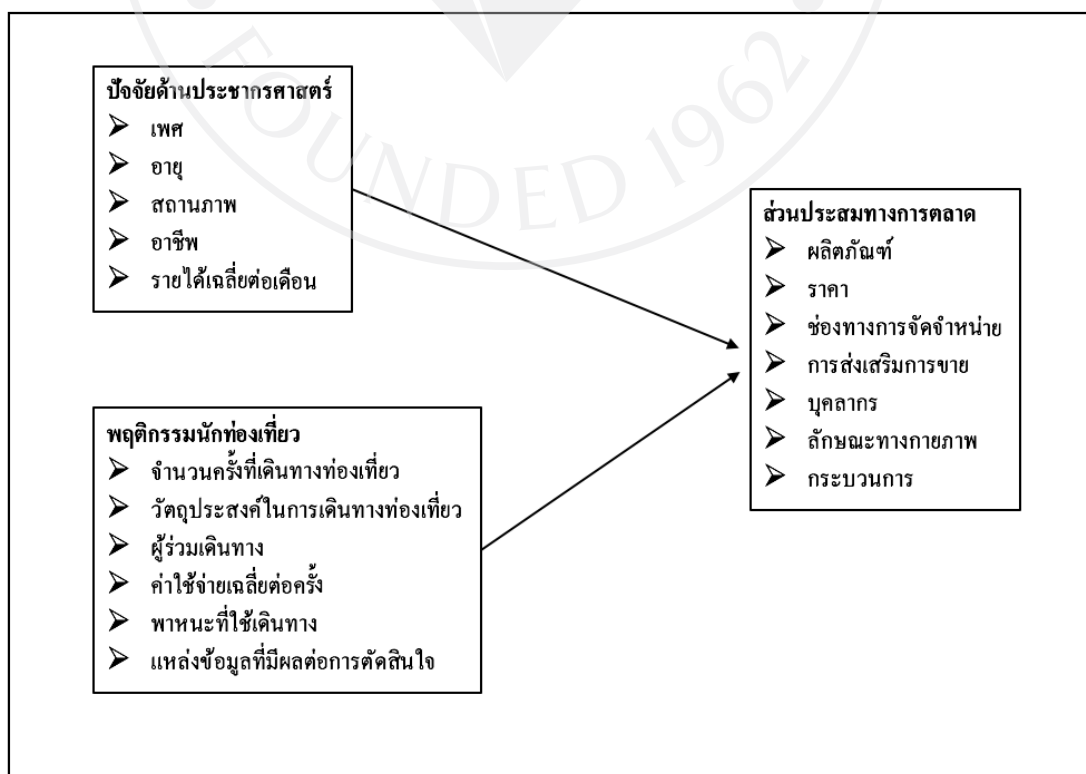 ปัจจัยด้านประชากรศาสตร์
เพศ
อายุ
สถานภาพ
อาชีพ
รายได้เฉลี่ยต่อเดือน
พฤติกรรมนักท่องเที่ยว
จำนวนครั้งที่เดินทางท่องเที่ยว
วัตถุประสงค์ในการเดินทางท่องเที่ยว
ผู้ร่วมเดินทาง
ค่าใช้จ่ายเฉลี่ยต่อครั้ง
พาหนะที่ใช้เดินทาง
แหล่งข้อมูลที่มีผลต่อการตัดสินใจ
ส่วนประสมทางการตลาด
ผลิตภัณฑ์
ราคา
ช่องทางการจัดจำหน่าย
การส่งเสริมการขาย
บุคลากร
ลักษณะทางกายภาพ
กระบวนการ
FOUNDED 1962